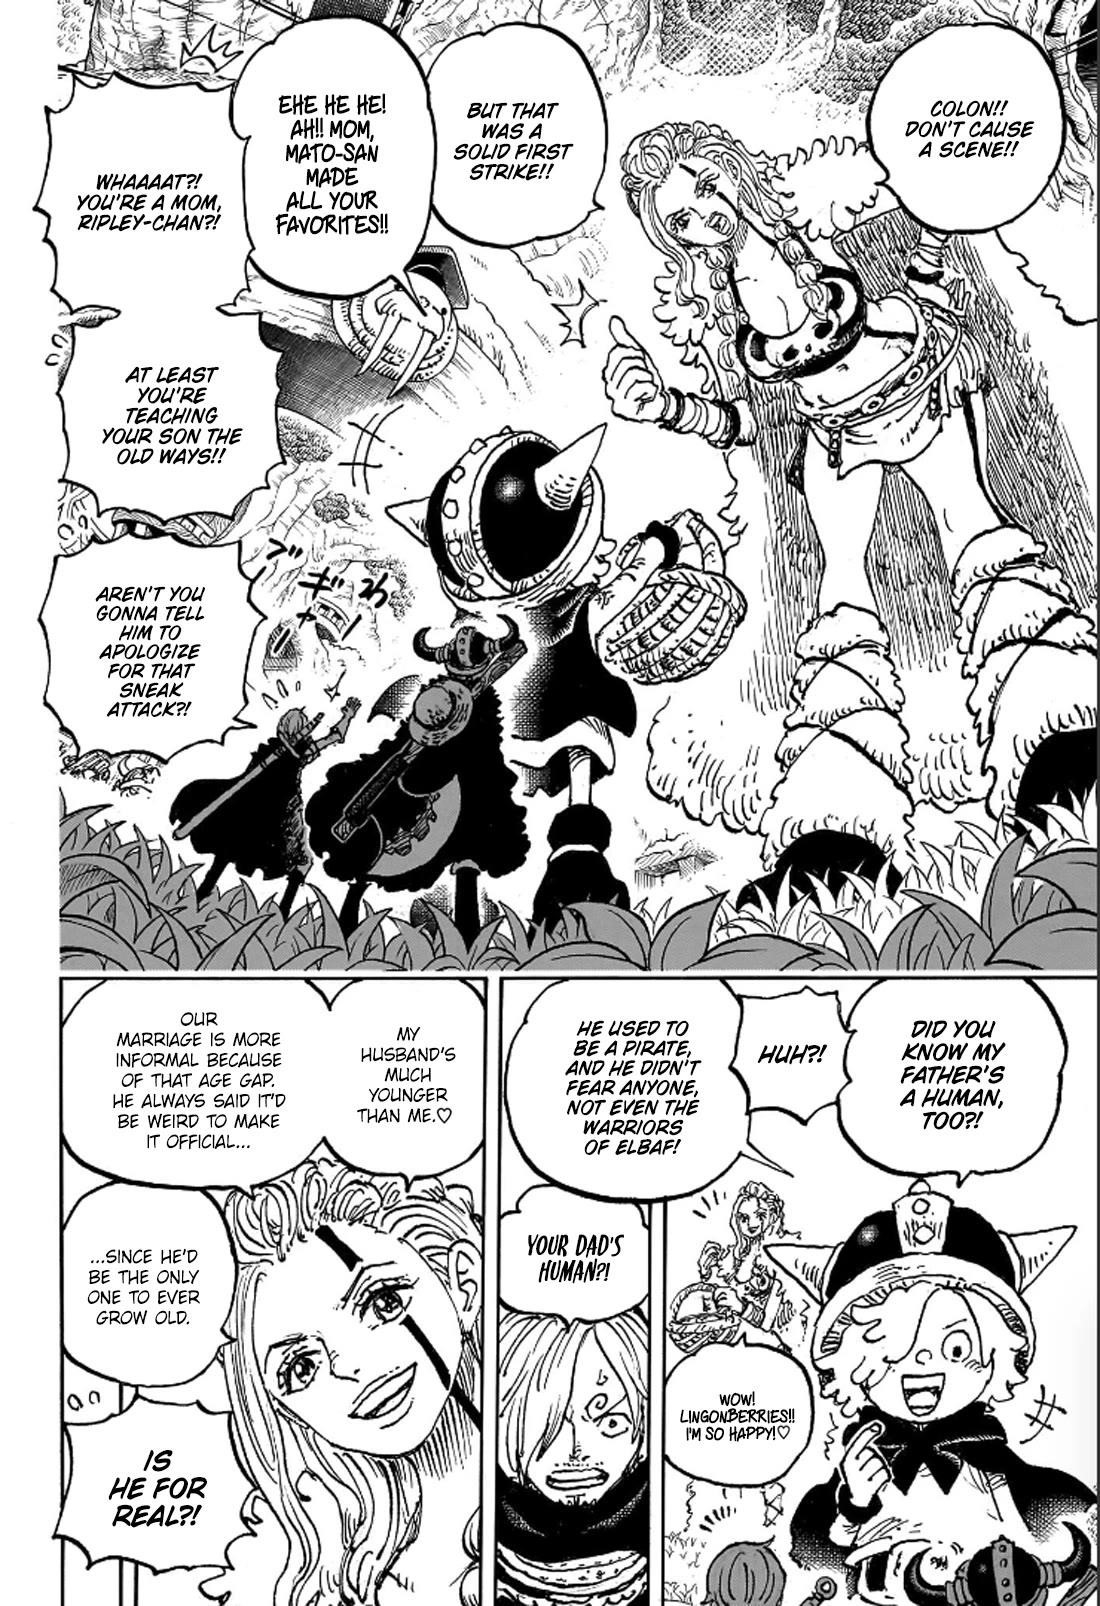 COLON!!
DON'T CAUSE
A SCENE!!
BUT THAT
WAS A
SOLID FIRST
STRIKE!!
EHE HE HE!
AH!! MOM,
MATO-SAN
MADE
ALL YOUR
FAVORITES!!
WHAAAAT?!
YOU'RE A MOM,
RIPLEY-CHAN?!
AT LEAST
YOU'RE
TEACHING
YOUR SON THE
OLD WAYS!!
AREN'T YOU
GONNA TELL
HIM TO
APOLOGIZE
FOR THAT
SNEAK
ATTACK?!
DID YOU
KNOW MY
FATHER'S
A HUMAN,
TOO?!
HUH?!
HE USED TO
BE A PIRATE,
AND HE DIDN'T
FEAR ANYONE,
NOT EVEN THE
WARRIORS
OF ELBAF!
WOW!
LINGONBERRIES!!
I'M SO HAPPY!♡
YOUR DAD'S
HUMAN?!
MY
HUSBAND'S
MUCH
YOUNGER
THAN ME.♡
OUR
MARRIAGE IS MORE
INFORMAL BECAUSE
OF THAT AGE GAP.
HE ALWAYS SAID IT'D
BE WEIRD TO MAKE
IT OFFICIAL...
...SINCE HE'D
BE THE ONLY
ONE TO EVER
GROW OLD.
IS
HE FOR
REAL?!